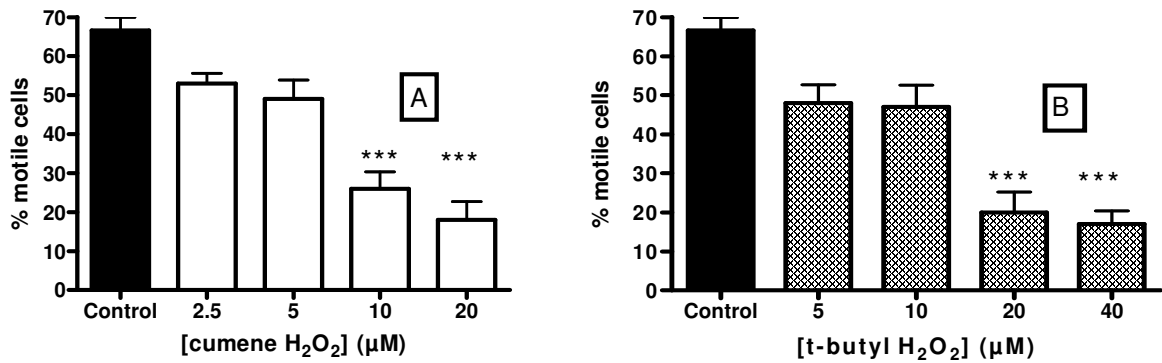 % motile cells
70
60
50
40
30
20
10
0
A
*** ***
Control 2.5 5 10 20
[cumene H₂O₂] (µM)
% motile cells
70
60
50
40
30
20
10
0
B
*** ***
Control 5 10 20 40
[t-butyl H₂O₂] (µM)